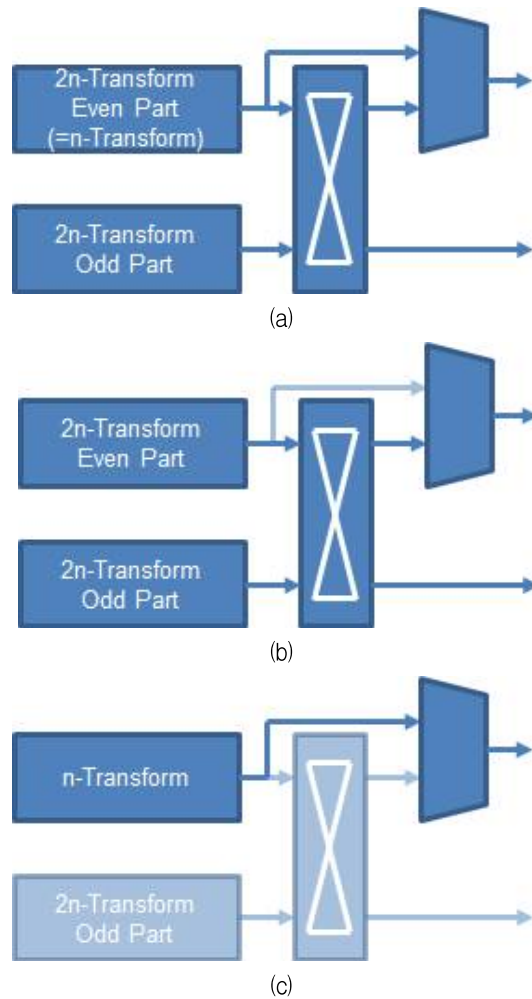 2n-Transform
Even Part
(=n-Transform)
2n-Transform
Odd Part
(a)
2n-Transform
Even Part
2n-Transform
Odd Part
(b)
n-Transform
2n-Transform
Odd Part
(c)